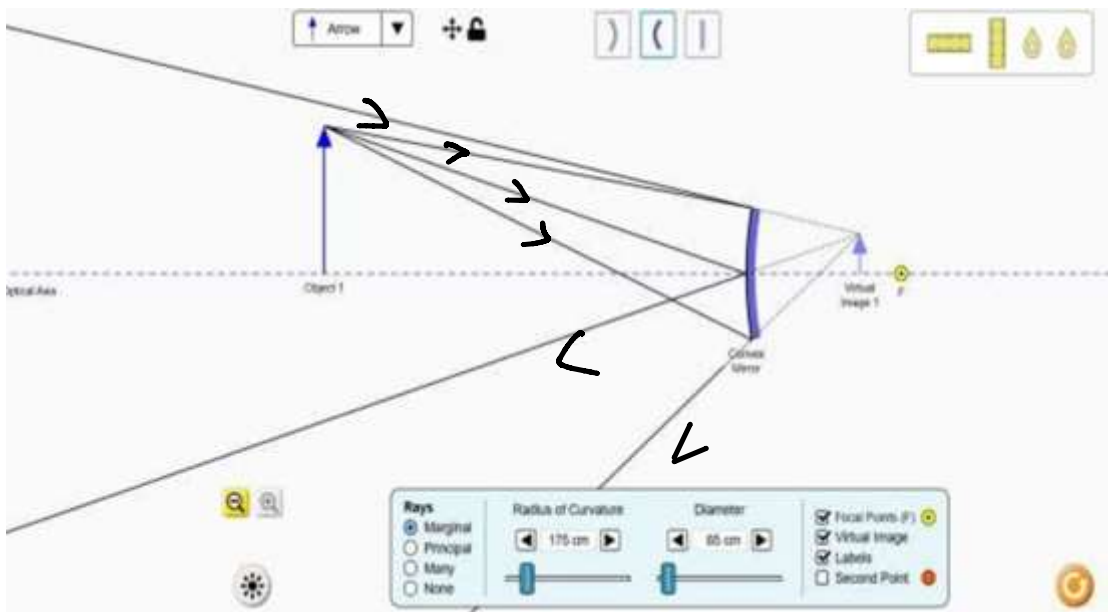 Arrow
Optical Axis
Object 1
Virtual
Image 1
F
Convex
Mirror
Rays
Marginal
Principal
Many
None
Radius of Curvature
175 cm
Diameter
65 cm
Focal Points (F)
Virtual Image
Labels
Second Point